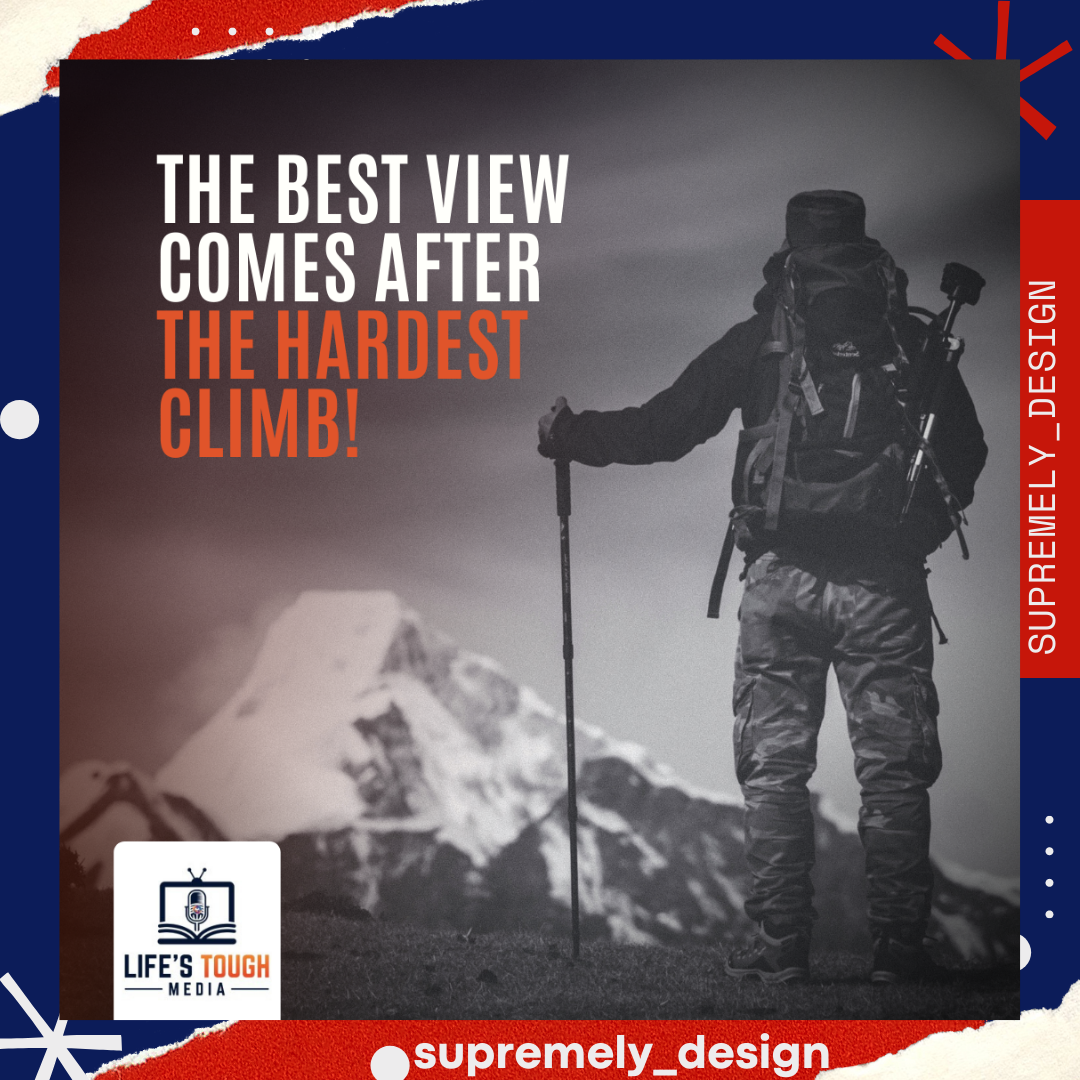 THE BEST VIEW
COMES AFTER
THE HARDEST
CLIMB!
SUPREMELY_DESIGN
LIFE'S TOUGH
MEDIA
supremely_design